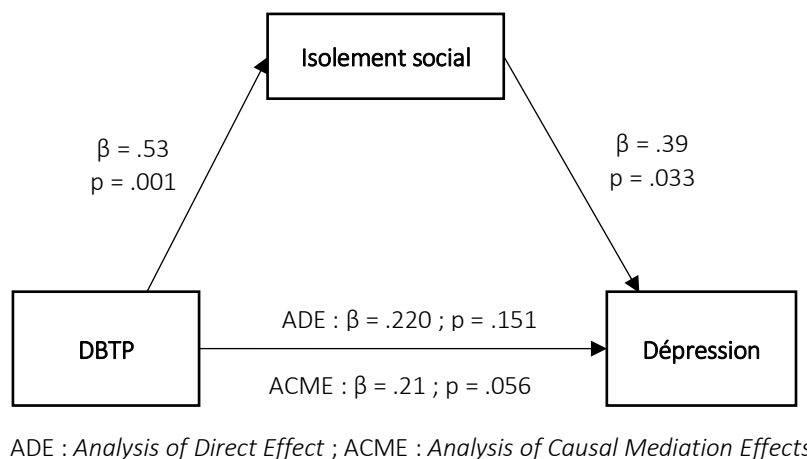 Isolement social
β = .53
p = .001
β = .39
p = .033
DBTP
ADE : β = .220 ; p = .151
ACME : β = .21 ; p = .056
Dépression
ADE : Analysis of Direct Effect ; ACME : Analysis of Causal Mediation Effects